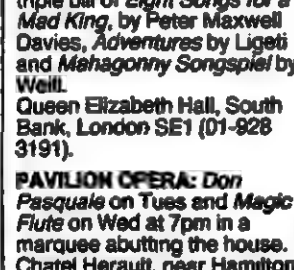 triple bill of Eight Songs for a
Mad King, by Peter Maxwell
Davies, Adventures by Ligeti
and Mahagonny Songspiel by
Weill.
Queen Elizabeth Hall, South
Bank, London SE1 (01-928
3191).
PAVILION OPERA: Don
Pasquale on Tues and Magic
Flute on Wed at 7pm in a
marquee abutting the house.
Chatel Herault, near Hamilton